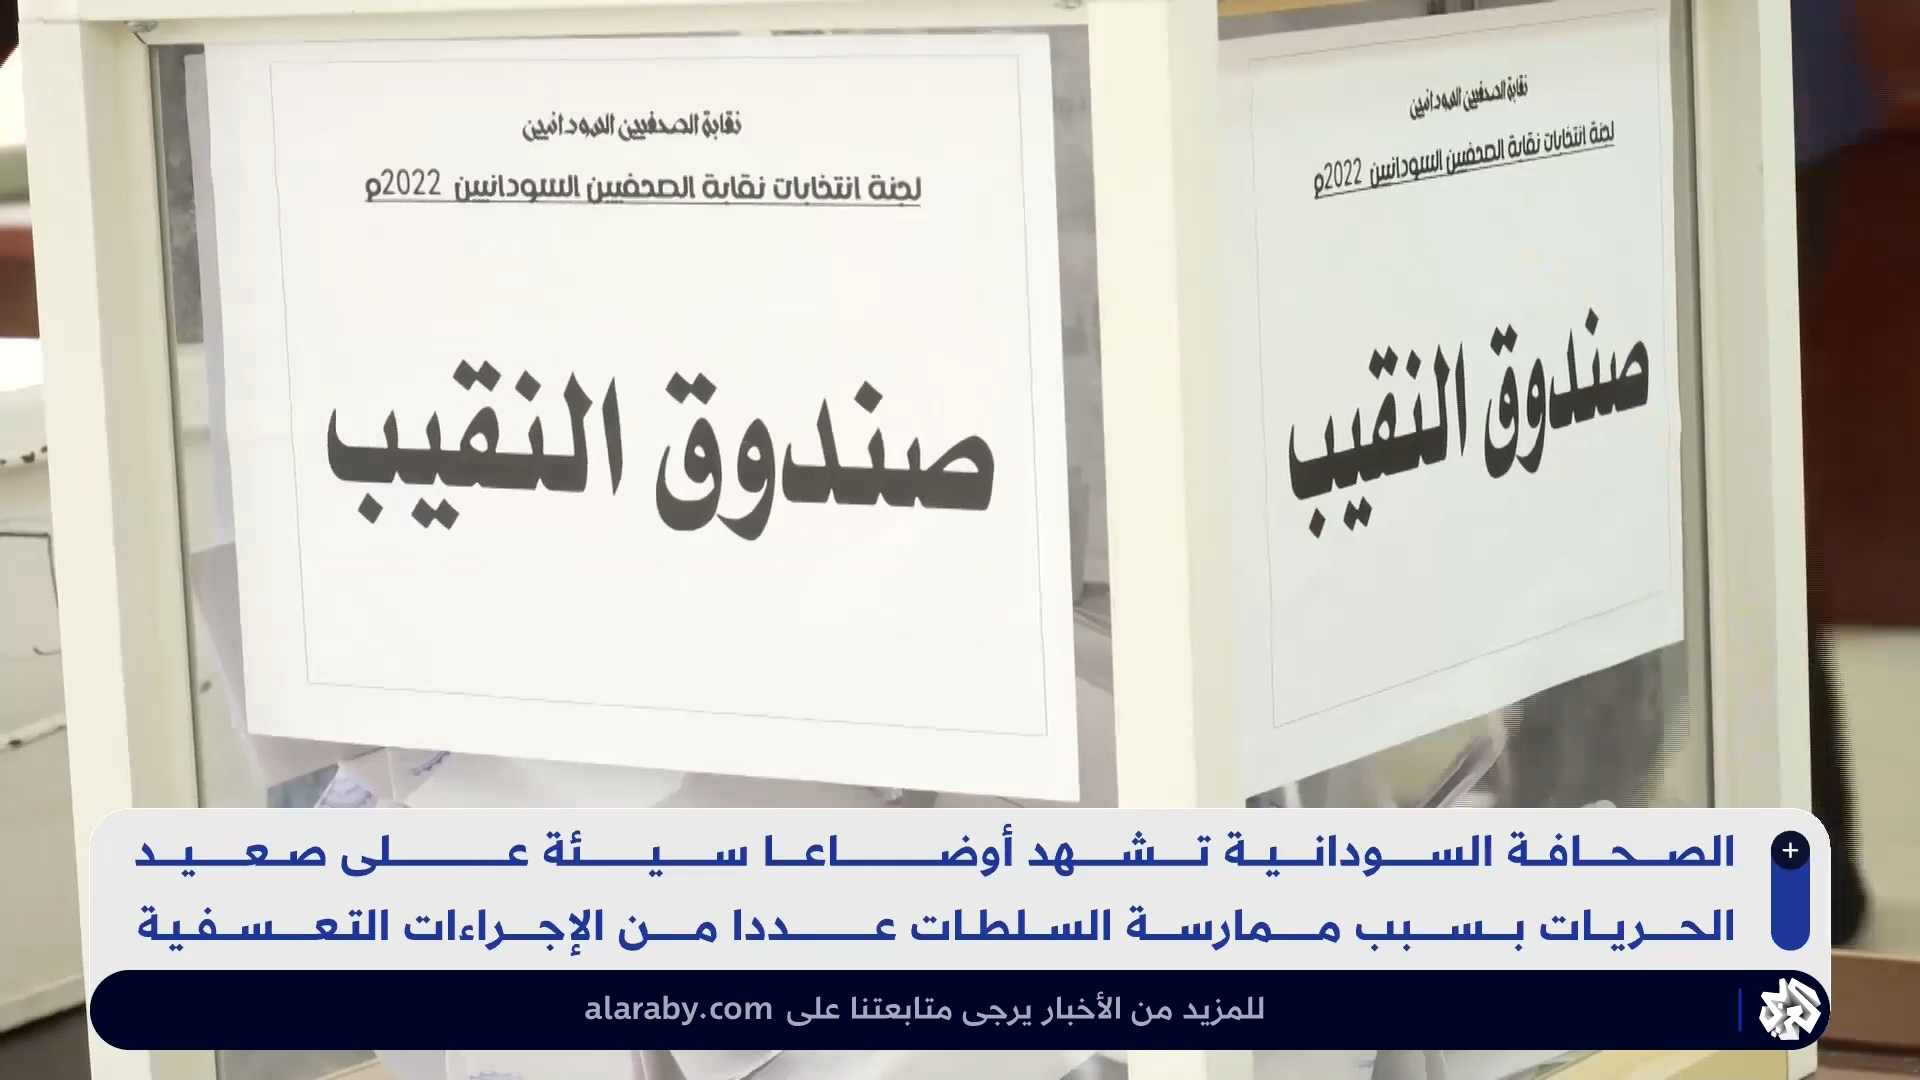 نقابة الصحفيين السودانيين
لجنة انتخابات نقابة الصحفيين السودانيين 2022م
صندوق النقيب
نقابة الصحفيين السودانيين
لجنة انتخابات نقابة الصحفيين السودانيين 2022م
صندوق النقيب
الصحافة السودانية تشهد أوضاعا سيئة على صعيد
الحريات بسبب ممارسة السلطات عددا من الإجراءات التعسفية
للمزيد من الأخبار يرجى متابعتنا على alaraby.com